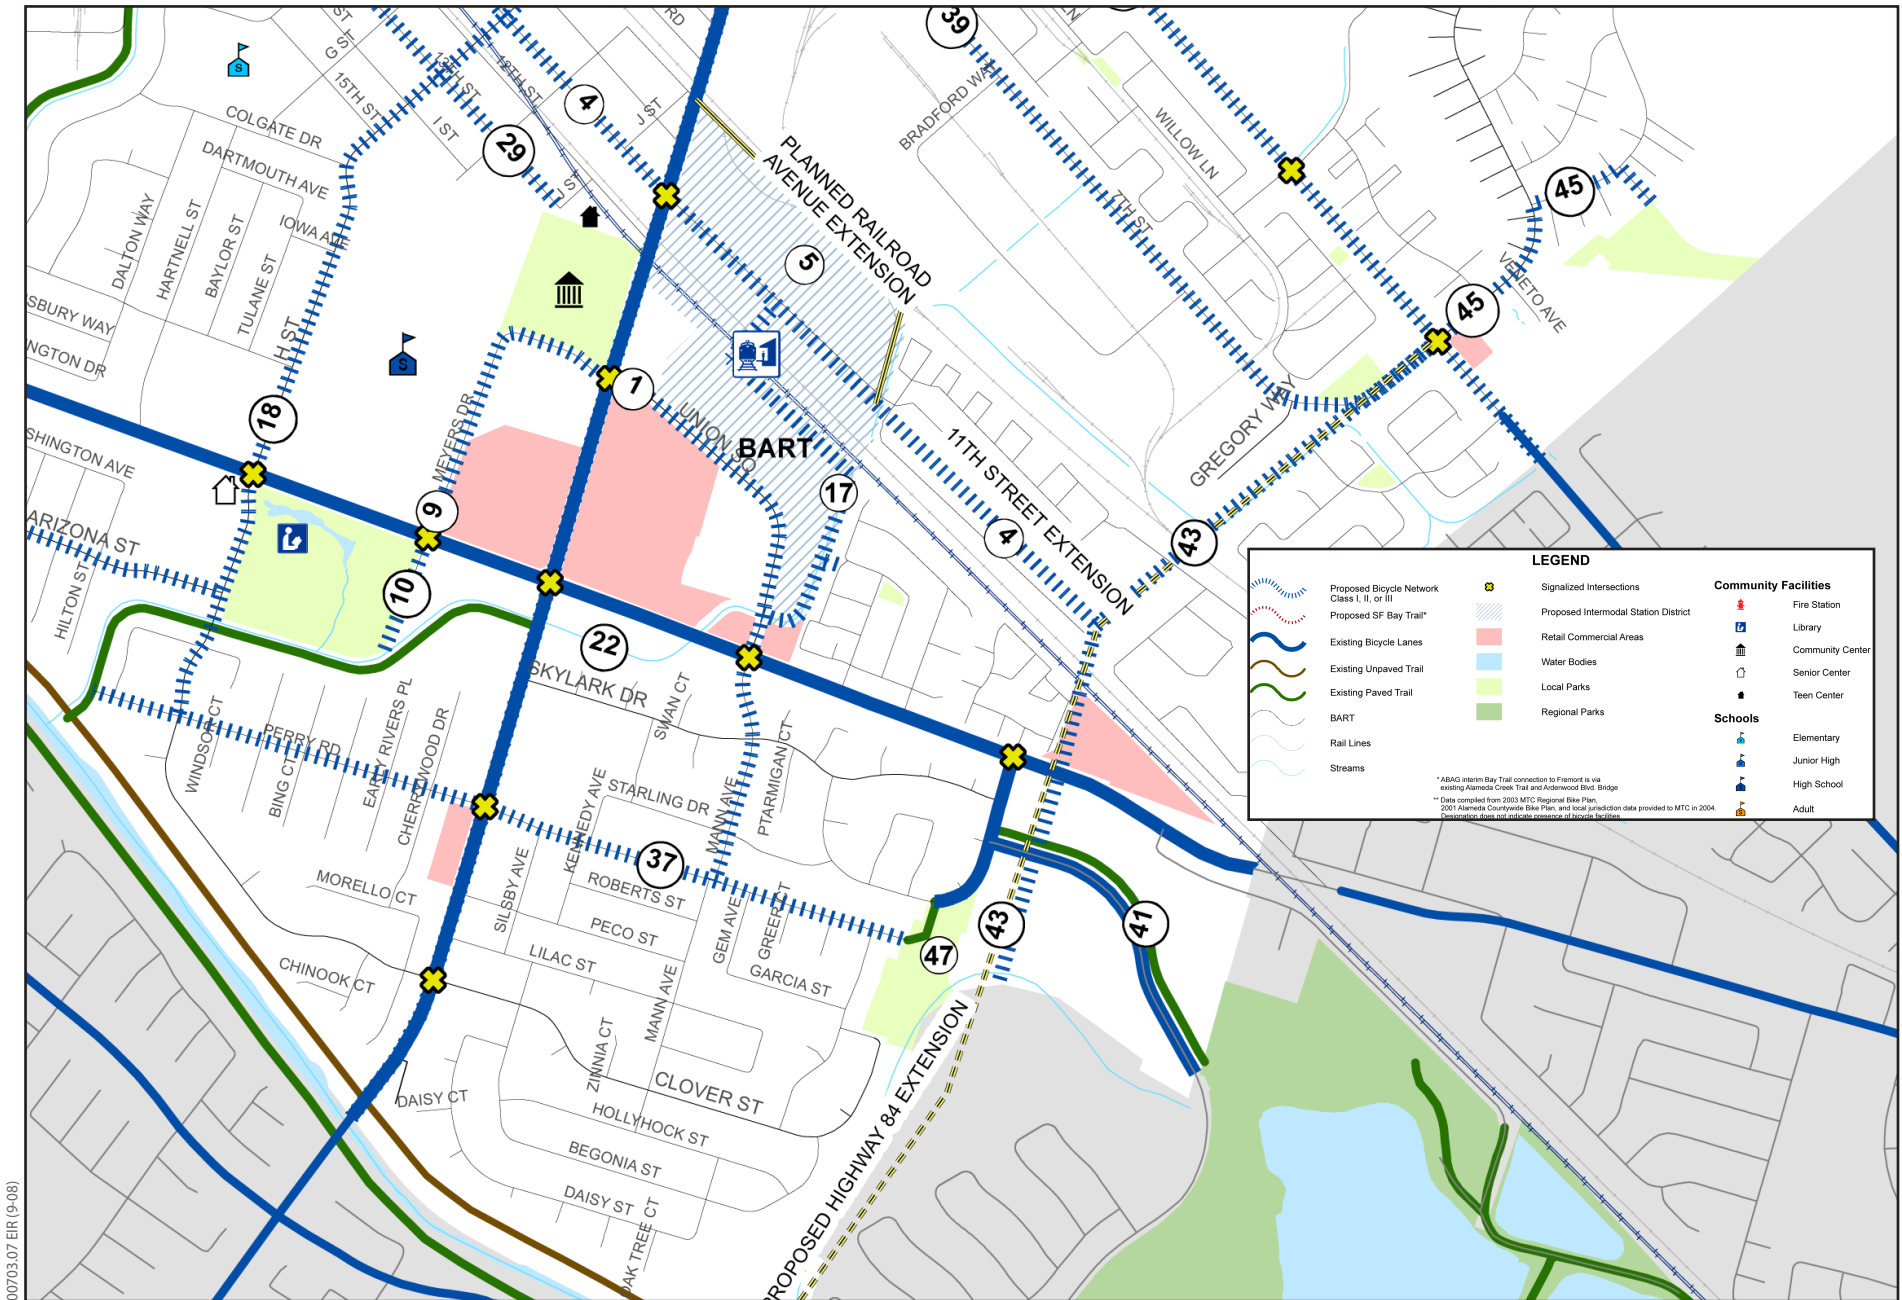 ST
G ST
15TH ST
13TH ST
12TH ST
I ST
J ST
J ST
RD
39
4
29
COLGATE DR
DARTMOUTH AVE
IOWA AVE
DALTON WAY
HARTNELL ST
BAYLOR ST
TULANE ST
H ST
SBURY WAY
NGTON DR
18
SHINGTON AVE
ARIZONA ST
HILTON ST
MEYERS DR
9
10
1
UNION SQ
BART
17
5
PLANNED RAILROAD
AVENUE EXTENSION
BRADFORD WAY
WILLOW LN
7TH ST
45
45
VENETO AVE
GREGORY WAY
11TH STREET EXTENSION
4
43
22
SKYLARK DR
SWAN CT
WINDSOR CT
PERRY RD
BING CT
EARLY RIVERS PL
CHERRYWOOD DR
STARLING DR
KENNEDY AVE
MANN AVE
PTARMIGAN CT
37
MORELLO CT
SILSBY AVE
ROBERTS ST
PECO ST
GEM AVE
GREER CT
LILAC ST
GARCIA ST
CHINOOK CT
MANN AVE
ZINNIA CT
CLOVER ST
DAISY CT
HOLLYHOCK ST
BEGONIA ST
DAISY ST
OAK TREE CT
47
43
41
PROPOSED HIGHWAY 84 EXTENSION
LEGEND
Proposed Bicycle Network
Class I, II, or III
Proposed SF Bay Trail*
Existing Bicycle Lanes
Existing Unpaved Trail
Existing Paved Trail
BART
Rail Lines
Streams
Signalized Intersections
Proposed Intermodal Station District
Retail Commercial Areas
Water Bodies
Local Parks
Regional Parks
* ABAG interim Bay Trail connection to Fremont is via
existing Alameda Creek Trail and Ardenwood Blvd. Bridge
** Data compiled from 2003 MTC Regional Bike Plan,
2001 Alameda Countywide Bike Plan, and local jurisdiction data provided to MTC in 2004.
Designation does not indicate presence of bicycle facilities
Community Facilities
Fire Station
Library
Community Center
Senior Center
Teen Center
Schools
Elementary
Junior High
High School
Adult
00703.07 EIR (9-08)